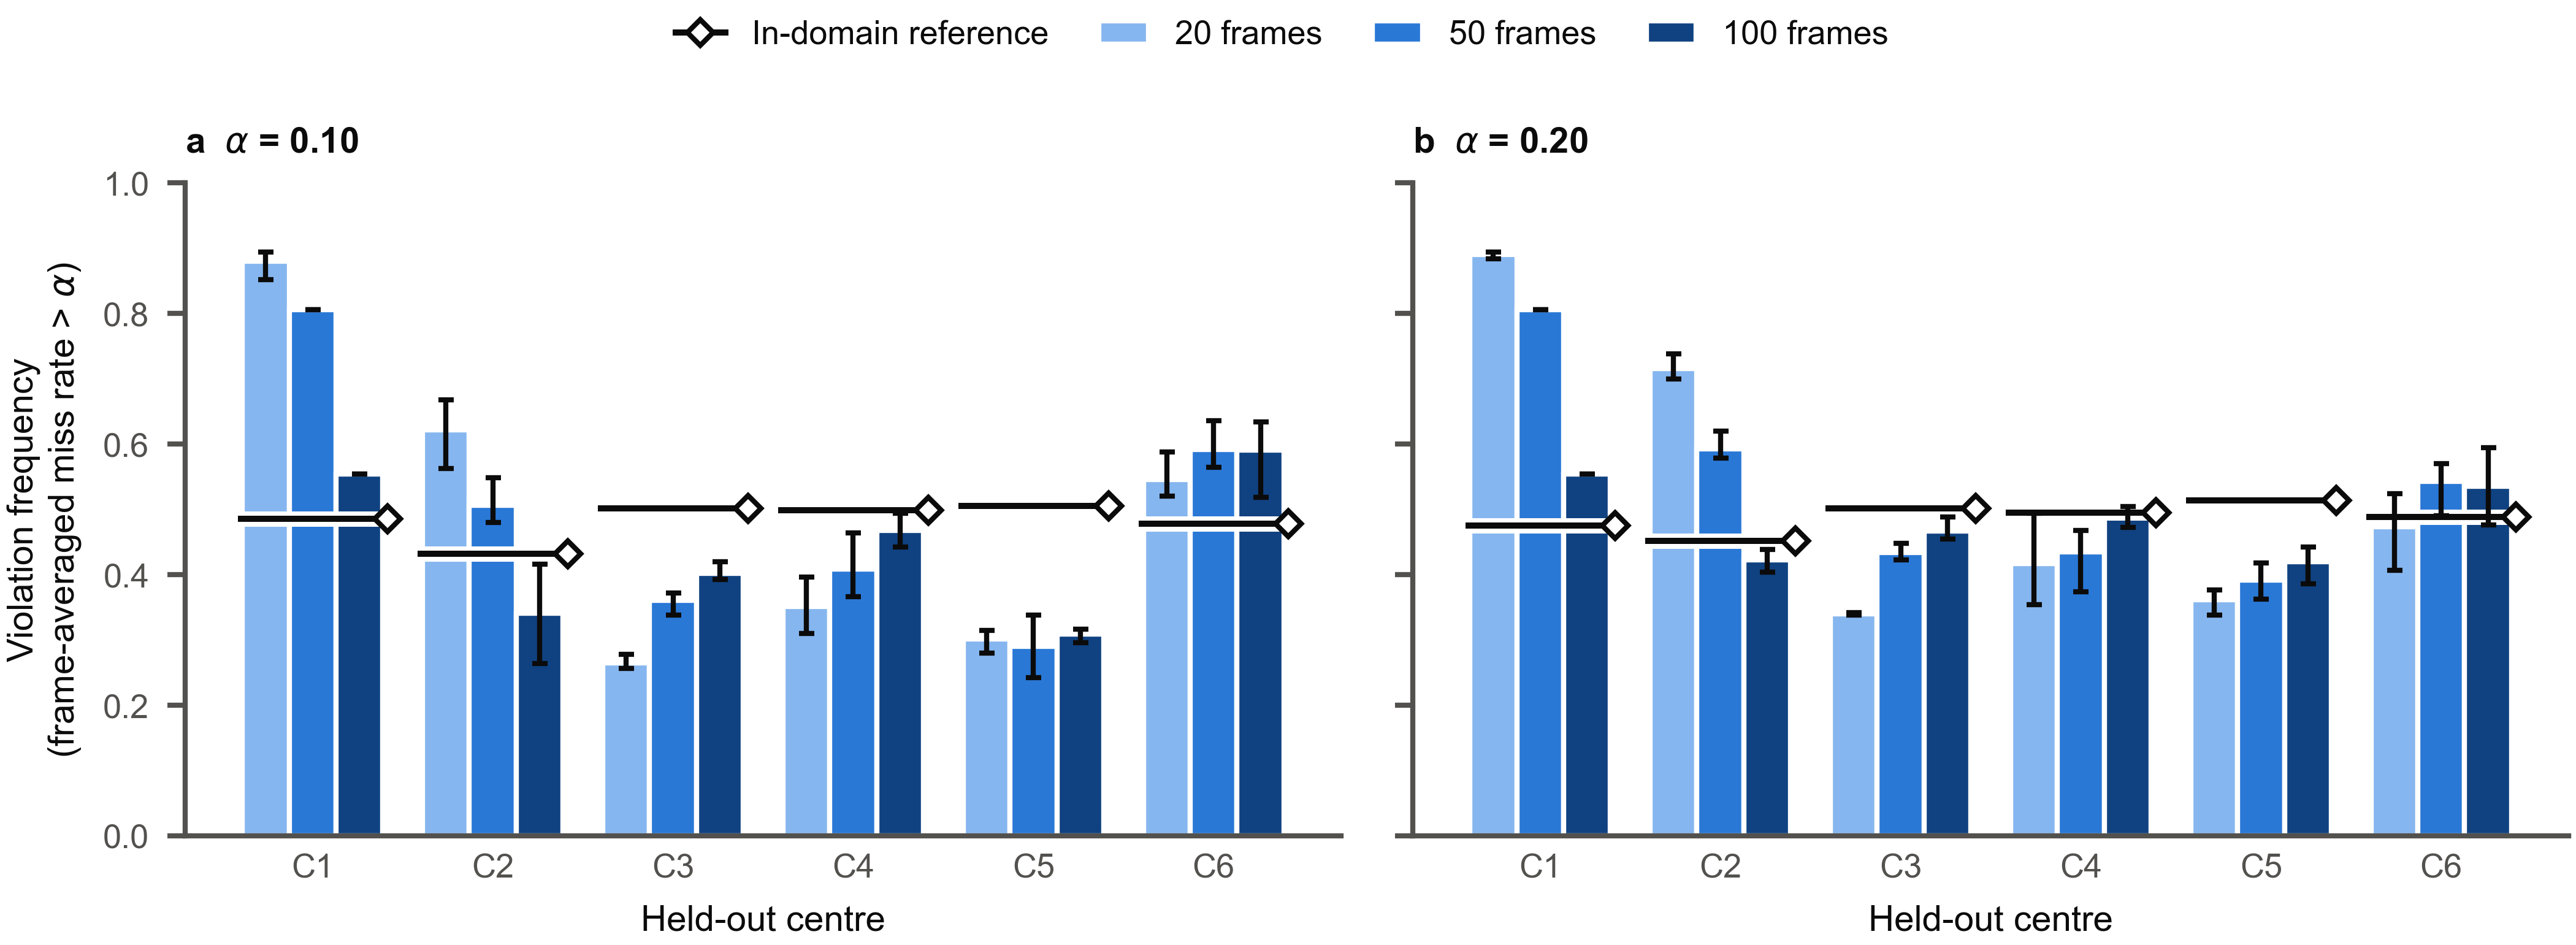 In-domain reference 20 frames 50 frames 100 frames
a α = 0.10
b α = 0.20
Violation frequency
(frame-averaged miss rate > α)
1.0
0.8
0.6
0.4
0.2
0.0
C1 C2 C3 C4 C5 C6
C1 C2 C3 C4 C5 C6
Held-out centre
Held-out centre